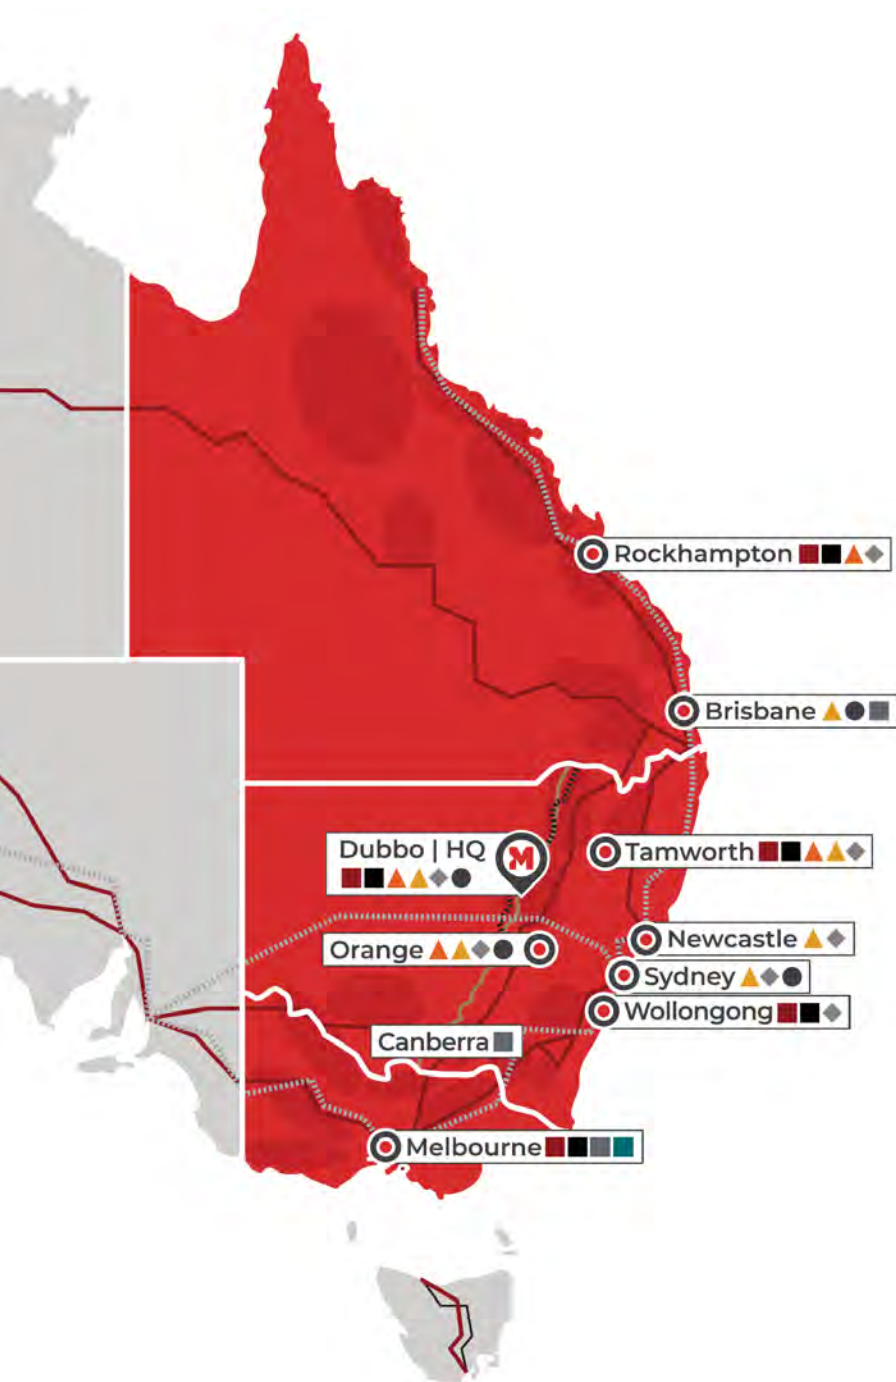 Rockhampton
Brisbane
Dubbo | HQ
M
Tamworth
Orange
Newcastle
Sydney
Wollongong
Canberra
Melbourne